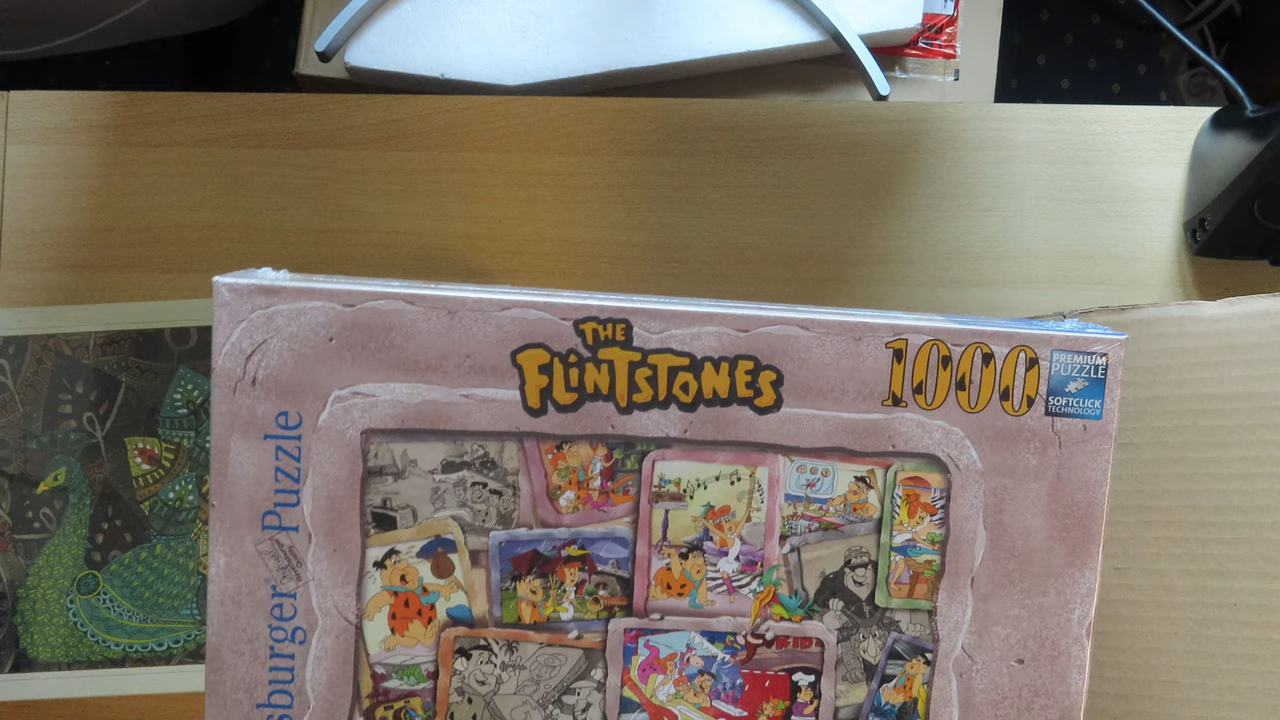 THE
FLINTSTONES
1000
PREMIUM
PUZZLE
SOFTCLICK
TECHNOLOGY
sburger Puzzle